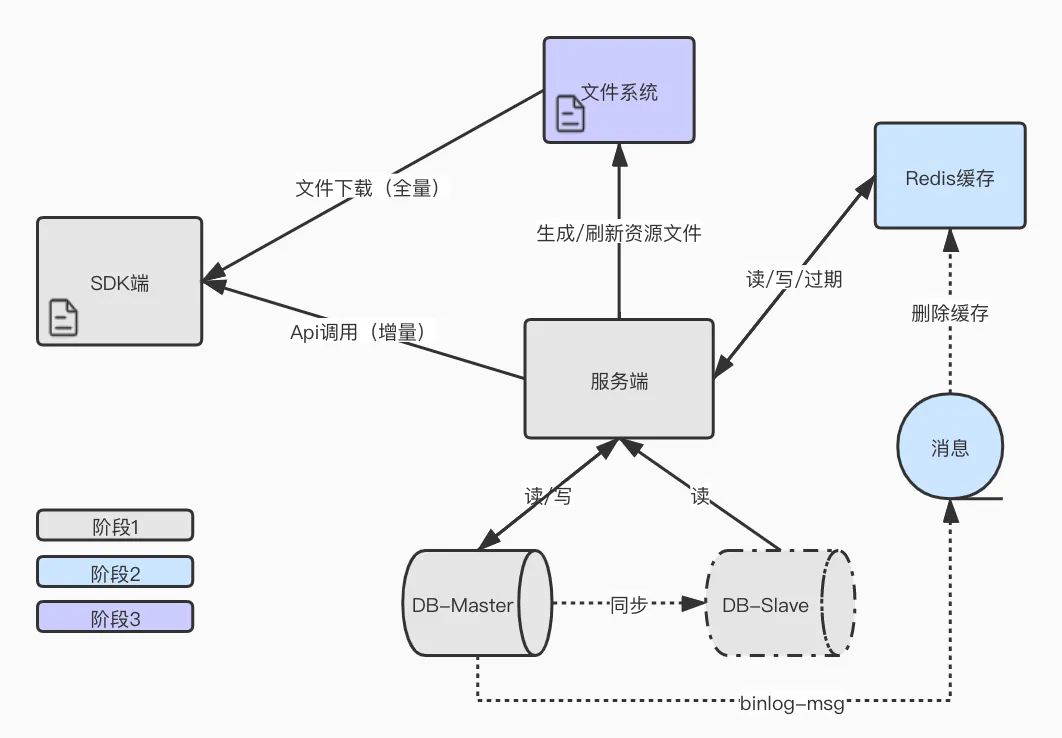 文件系统
Redis缓存
文件下载（全量）
生成/刷新资源文件
SDK端
读/写/过期
Api调用（增量）
删除缓存
服务端
消息
读/写
读
阶段1
阶段2
阶段3
DB-Master
同步
DB-Slave
binlog-msg